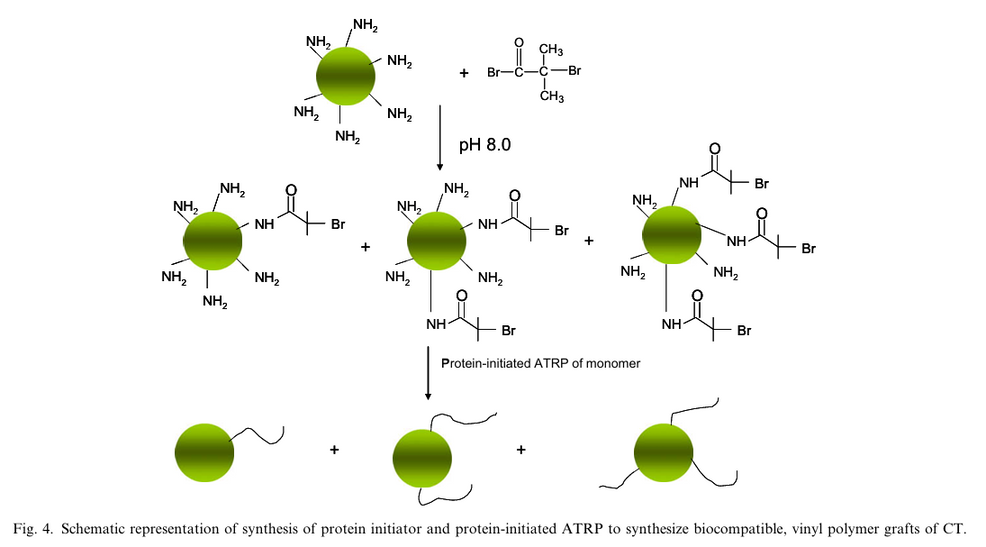 NH2
NH2
NH2
NH2
NH2
NH2
+
O
CH3
Br—C—C—Br
CH3
pH 8.0
NH2
NH2
O
NH
Br
NH2
NH2
NH2
+
NH2
NH2
O
NH
Br
NH2
NH2
O
NH
Br
+
O
NH
Br
NH2
O
NH
Br
NH2
NH2
O
NH
Br
Protein-initiated ATRP of monomer
+
+
Fig. 4. Schematic representation of synthesis of protein initiator and protein-initiated ATRP to synthesize biocompatible, vinyl polymer grafts of CT.